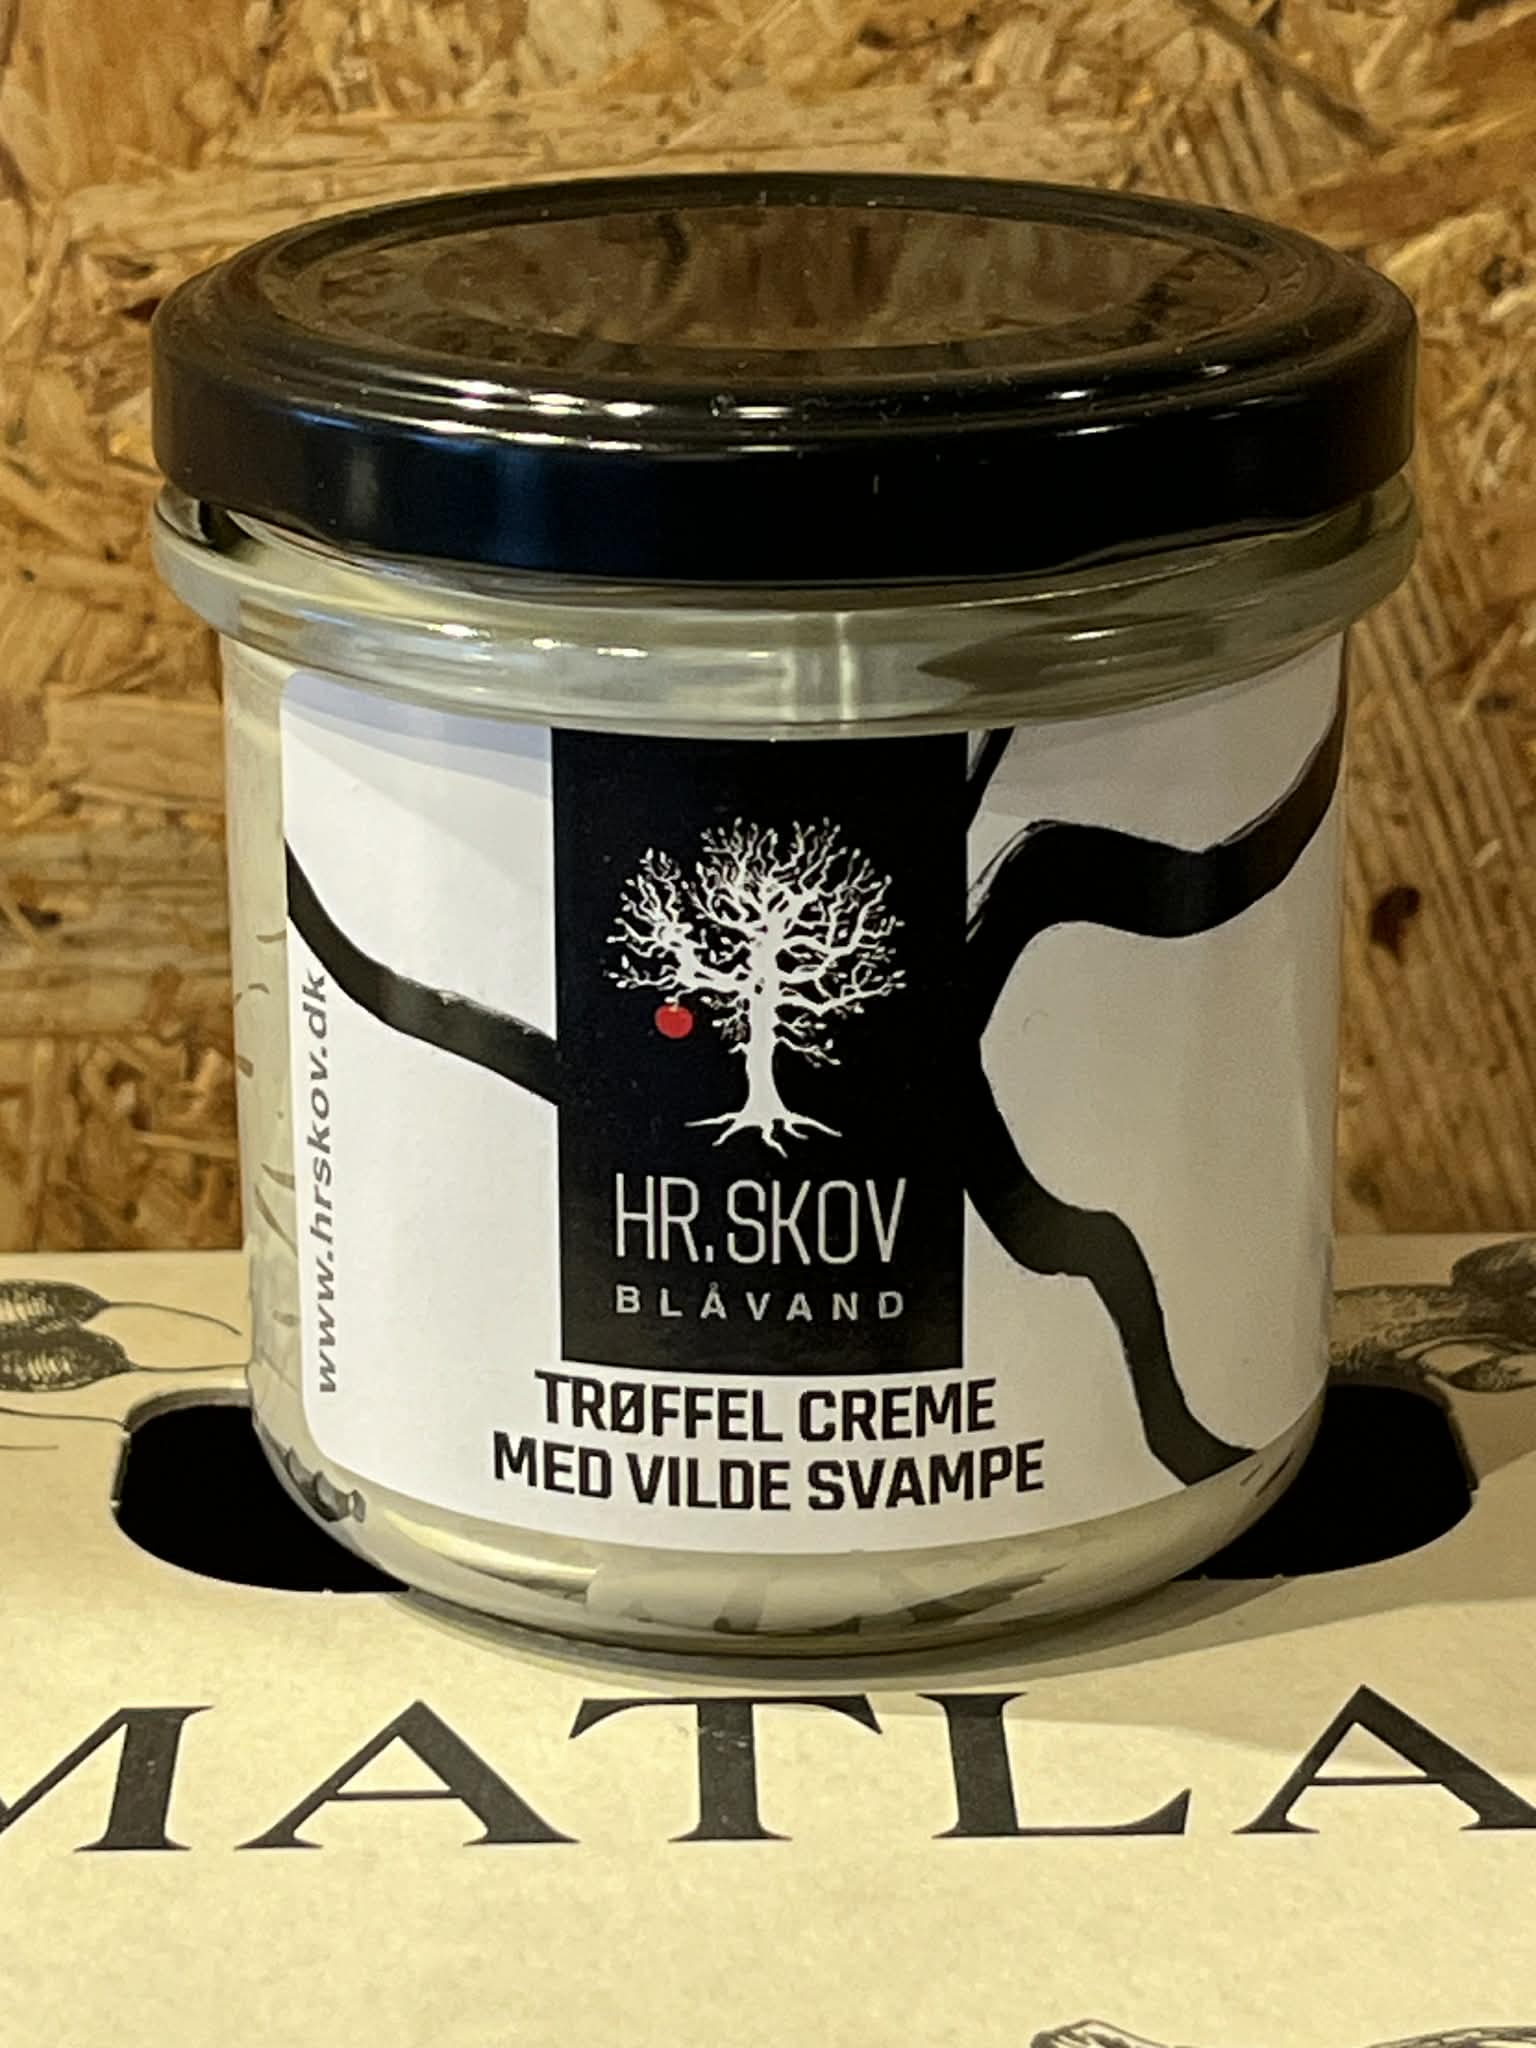 HR.SKOV
BLÅVAND
TRØFFEL CREME
MED VILDE SVAMPE
www.hrskov.dk
MATLA